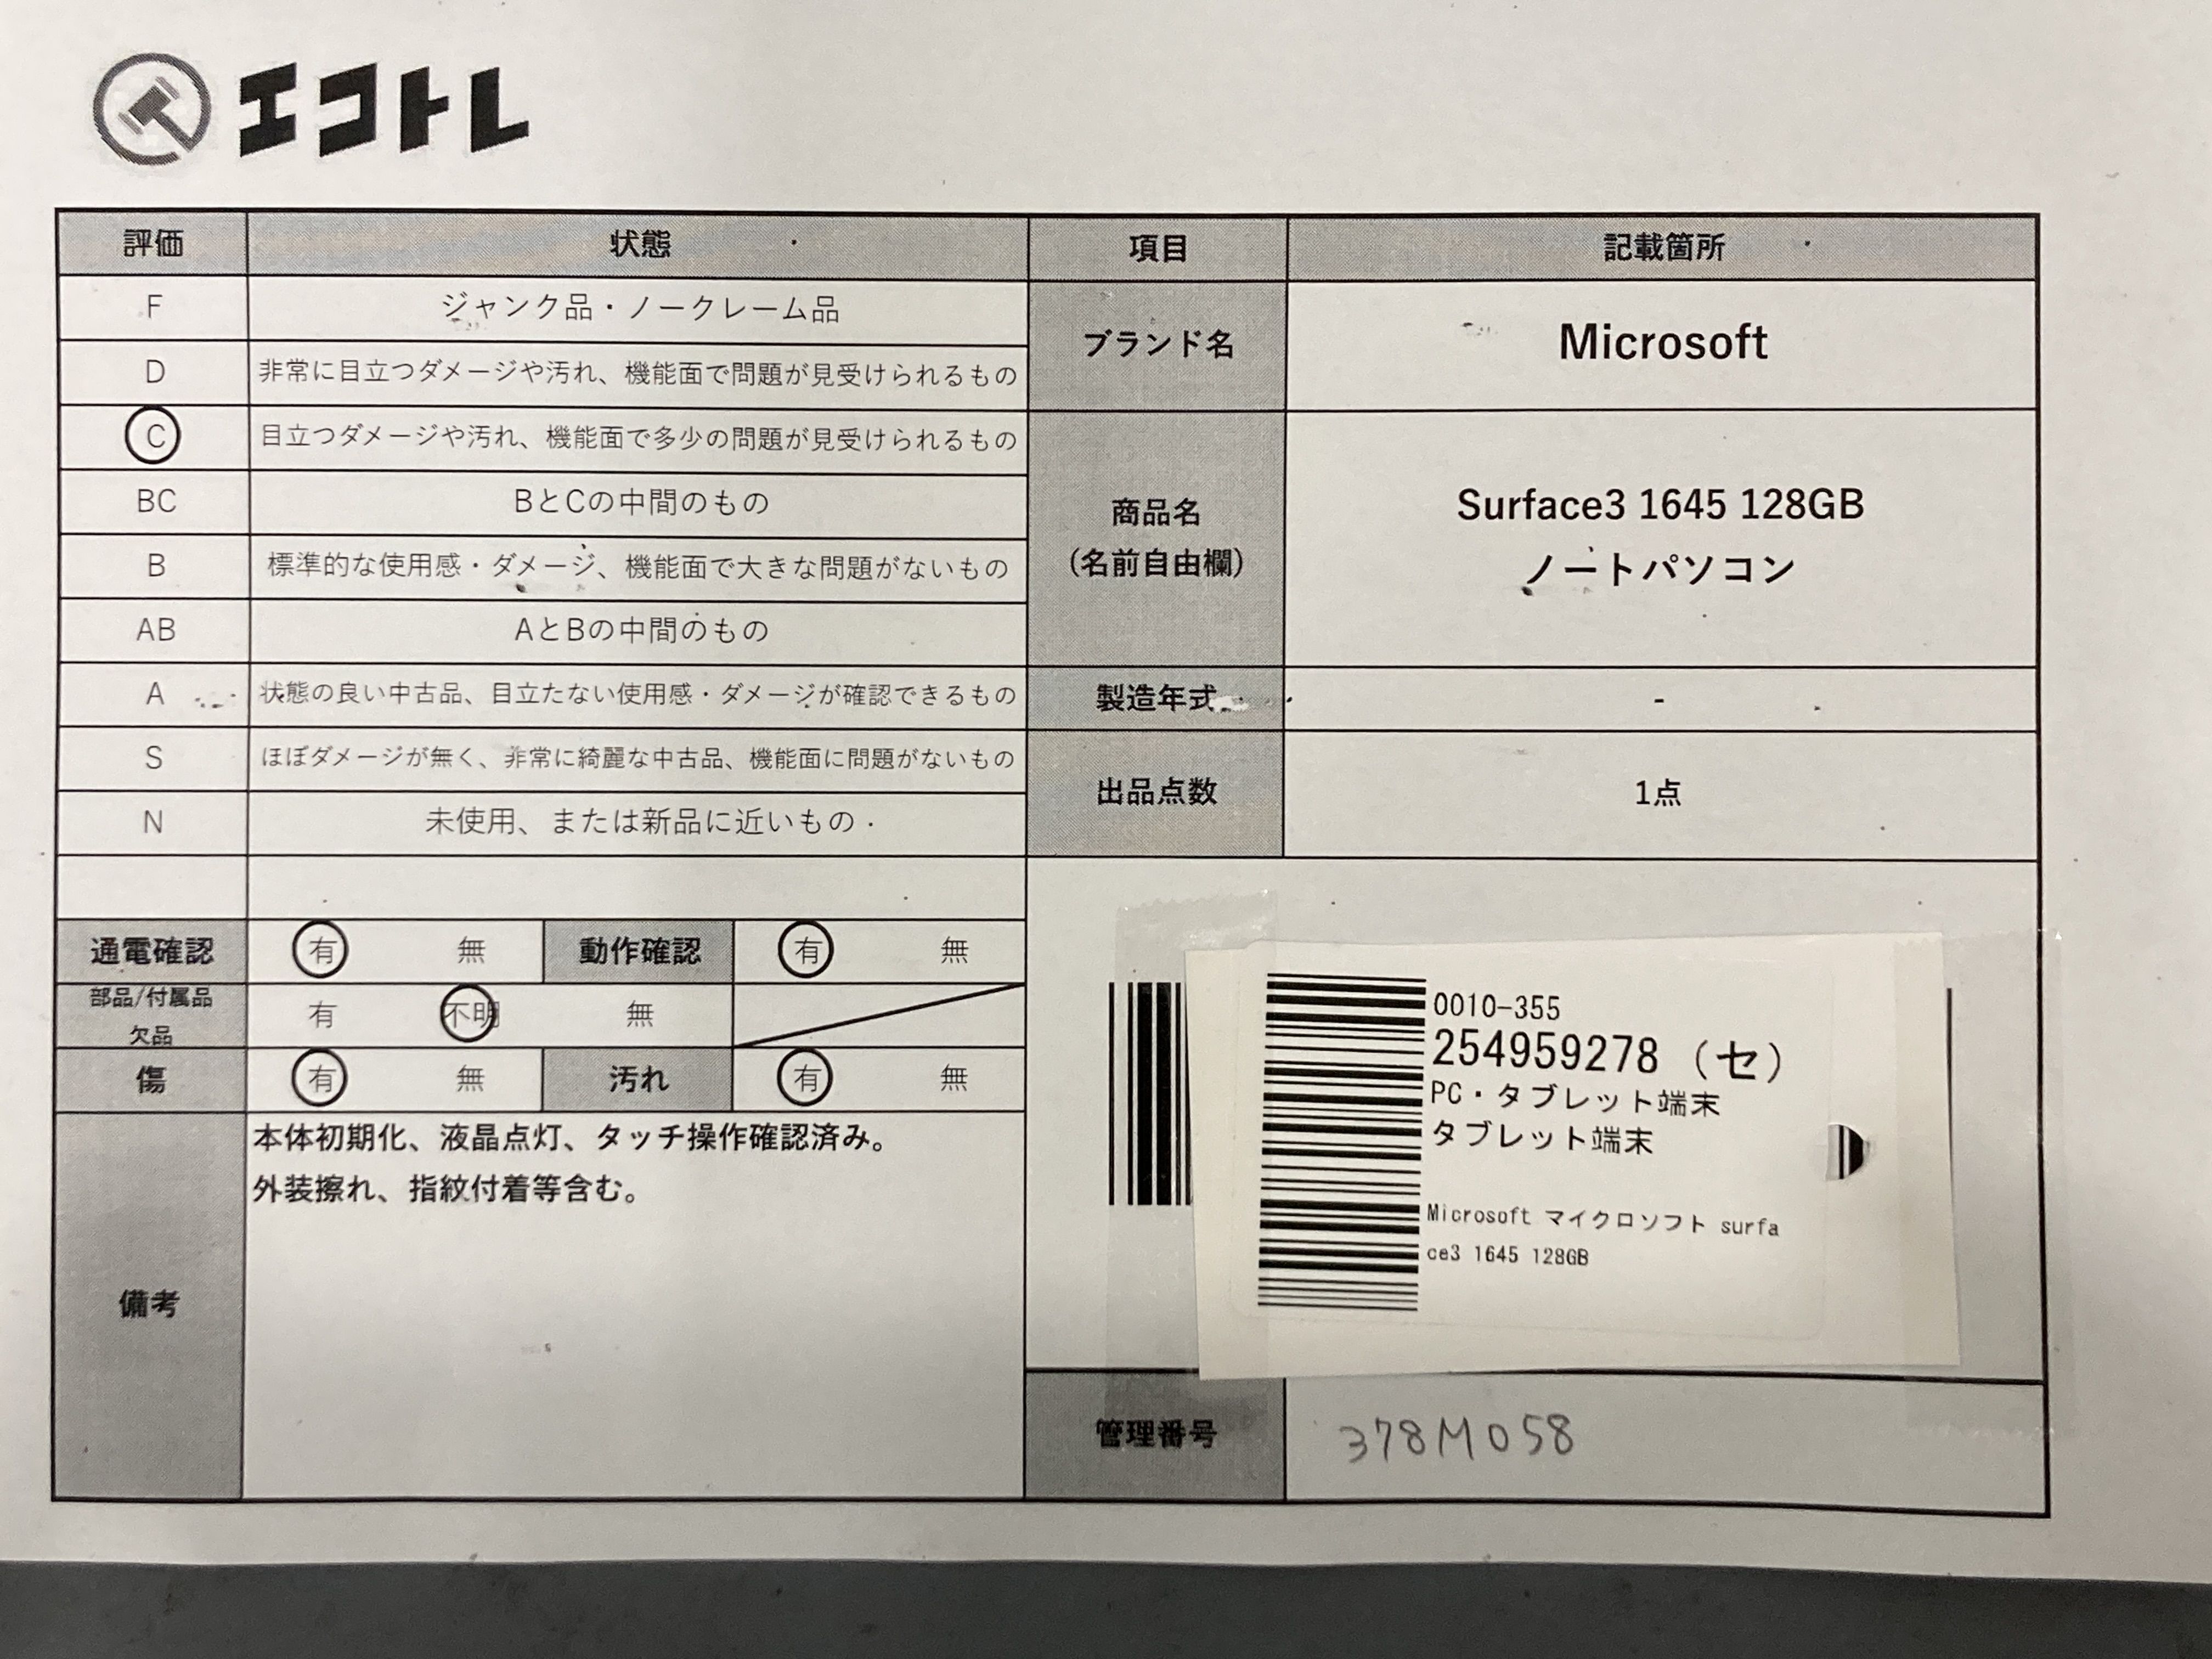 エコトレ
評価 状態 項目 記載箇所
F ジャンク品・ノークレーム品
D 非常に目立つダメージや汚れ、機能面で問題が見受けられるもの
C 目立つダメージや汚れ、機能面で多少の問題が見受けられるもの
BC BとCの中間のもの
B 標準的な使用感・ダメージ、機能面で大きな問題がないもの
AB AとBの中間のもの
A 状態の良い中古品、目立たない使用感・ダメージが確認できるもの
S ほぼダメージが無く、非常に綺麗な中古品、機能面に問題がないもの
N 未使用、または新品に近いもの
ブランド名 Microsoft
商品名
(名前自由欄)
Surface3 1645 128GB
ノートパソコン
製造年式 -
出品点数 1点
通電確認 有 無 動作確認 有 無
部品/付属品
欠品
有 不明 無
傷 有 無 汚れ 有 無
備考
本体初期化、液晶点灯、タッチ操作確認済み。
外装擦れ、指紋付着等含む。
0010-355
254959278 (セ)
PC・タブレット端末
タブレット端末
Microsoft マイクロソフト surfa
ce3 1645 128GB
管理番号 378M058